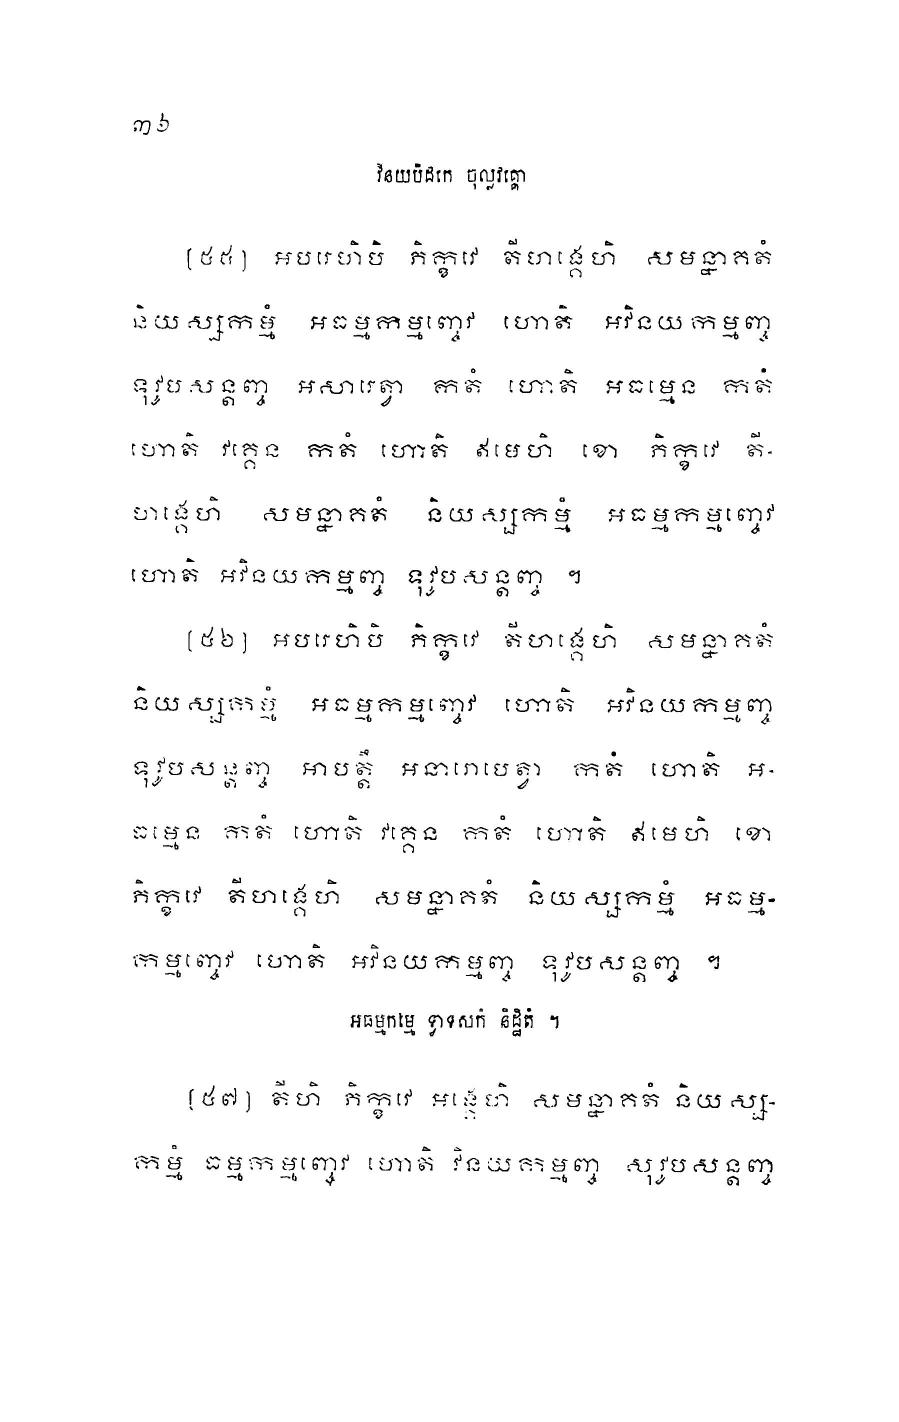 ៣៦
វិនយបិដកេ ចុល្លវគ្គោ
(៥៥) អបរេហិបិ ភិក្ខវេ តីហង្គេហិ សមន្នាគតំ
និយស្សកម្មំ អធម្មកម្មញ្ចេវ ហោតិ អវិនយកម្មញ្ច
ទុវូបសន្តញ្ច អសារេត្វា កតំ ហោតិ អធម្មេន កតំ
ហោតិ វគ្គេន កតំ ហោតិ ឥមេហិ ខោ ភិក្ខវេ តី-
ហង្គេហិ សមន្នាគតំ និយស្សកម្មំ អធម្មកម្មញ្ចេវ
ហោតិ អវិនយកម្មញ្ច ទុវូបសន្តញ្ច ។
(៥៦) អបរេហិបិ ភិក្ខវេ តីហង្គេហិ សមន្នាគតំ
និយស្សកម្មំ អធម្មកម្មញ្ចេវ ហោតិ អវិនយកម្មញ្ច
ទុវូបសន្តញ្ច អាបត្តឹ អនារោបេត្វា កតំ ហោតិ អ-
ធម្មេន កតំ ហោតិ វគ្គេន កតំ ហោតិ ឥមេហិ ខោ
ភិក្ខវេ តីហង្គេហិ សមន្នាគតំ និយស្សកម្មំ អធម្ម-
កម្មញ្ចេវ ហោតិ អវិនយកម្មញ្ច ទុវូបសន្តញ្ច ។
អធម្មកម្មេ ទ្វាទសកំ និដ្ឋិតំ ។
(៥៧) តីហិ ភិក្ខវេ អង្គេហិ សមន្នាគតំ និយស្ស-
កម្មំ ធម្មកម្មញ្ចេវ ហោតិ វិនយកម្មញ្ច សុវូបសន្តញ្ច